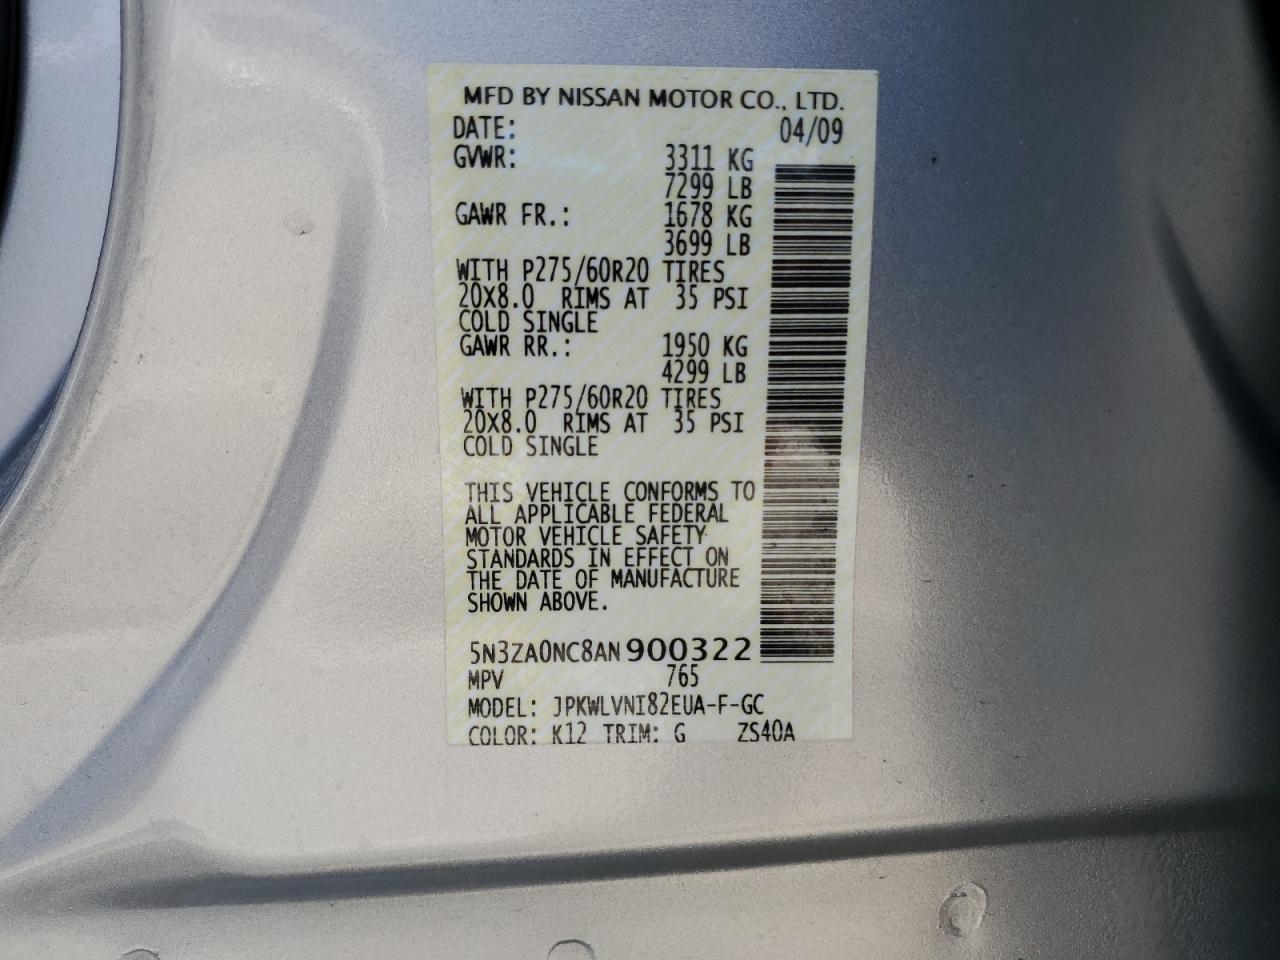 MFD BY NISSAN MOTOR CO., LTD.
DATE: 04/09
GVWR: 3311 KG
7299 LB
GAWR FR.: 1678 KG
3699 LB
WITH P275/60R20 TIRES
20X8.0 RIMS AT 35 PSI
COLD SINGLE
GAWR RR.: 1950 KG
4299 LB
WITH P275/60R20 TIRES
20X8.0 RIMS AT 35 PSI
COLD SINGLE
THIS VEHICLE CONFORMS TO
ALL APPLICABLE FEDERAL
MOTOR VEHICLE SAFETY
STANDARDS IN EFFECT ON
THE DATE OF MANUFACTURE
SHOWN ABOVE.
5N3ZA0NC8AN900322
MPV 765
MODEL: JPKWLVNI82EUA-F-GC
COLOR: K12 TRIM: G ZS40A